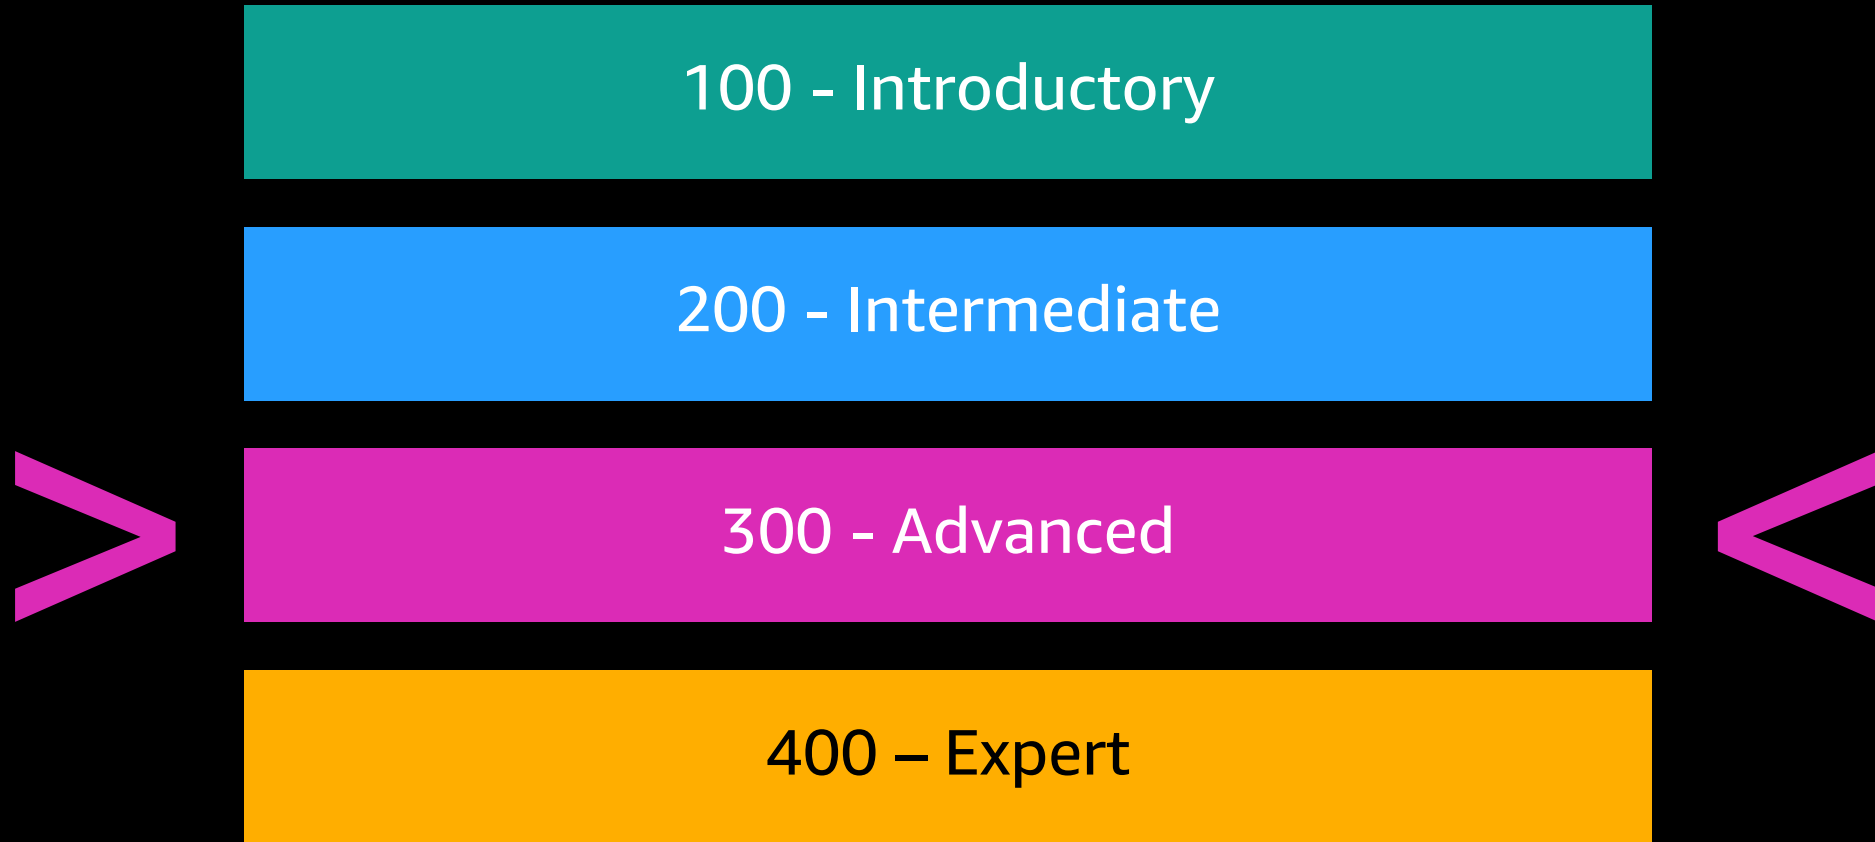 100 - Introductory
200 - Intermediate
> 300 - Advanced <
400 – Expert